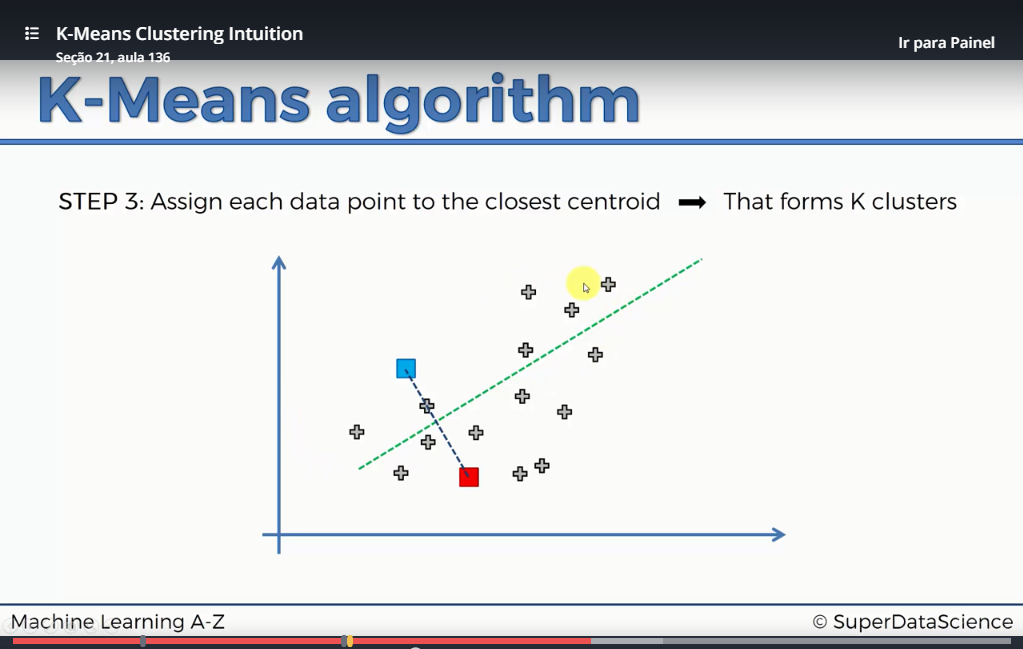 K-Means Clustering Intuition
Seção 21, aula 136
Ir para Painel
K-Means algorithm
STEP 3: Assign each data point to the closest centroid ➡ That forms K clusters
Machine Learning A-Z
© SuperDataScience